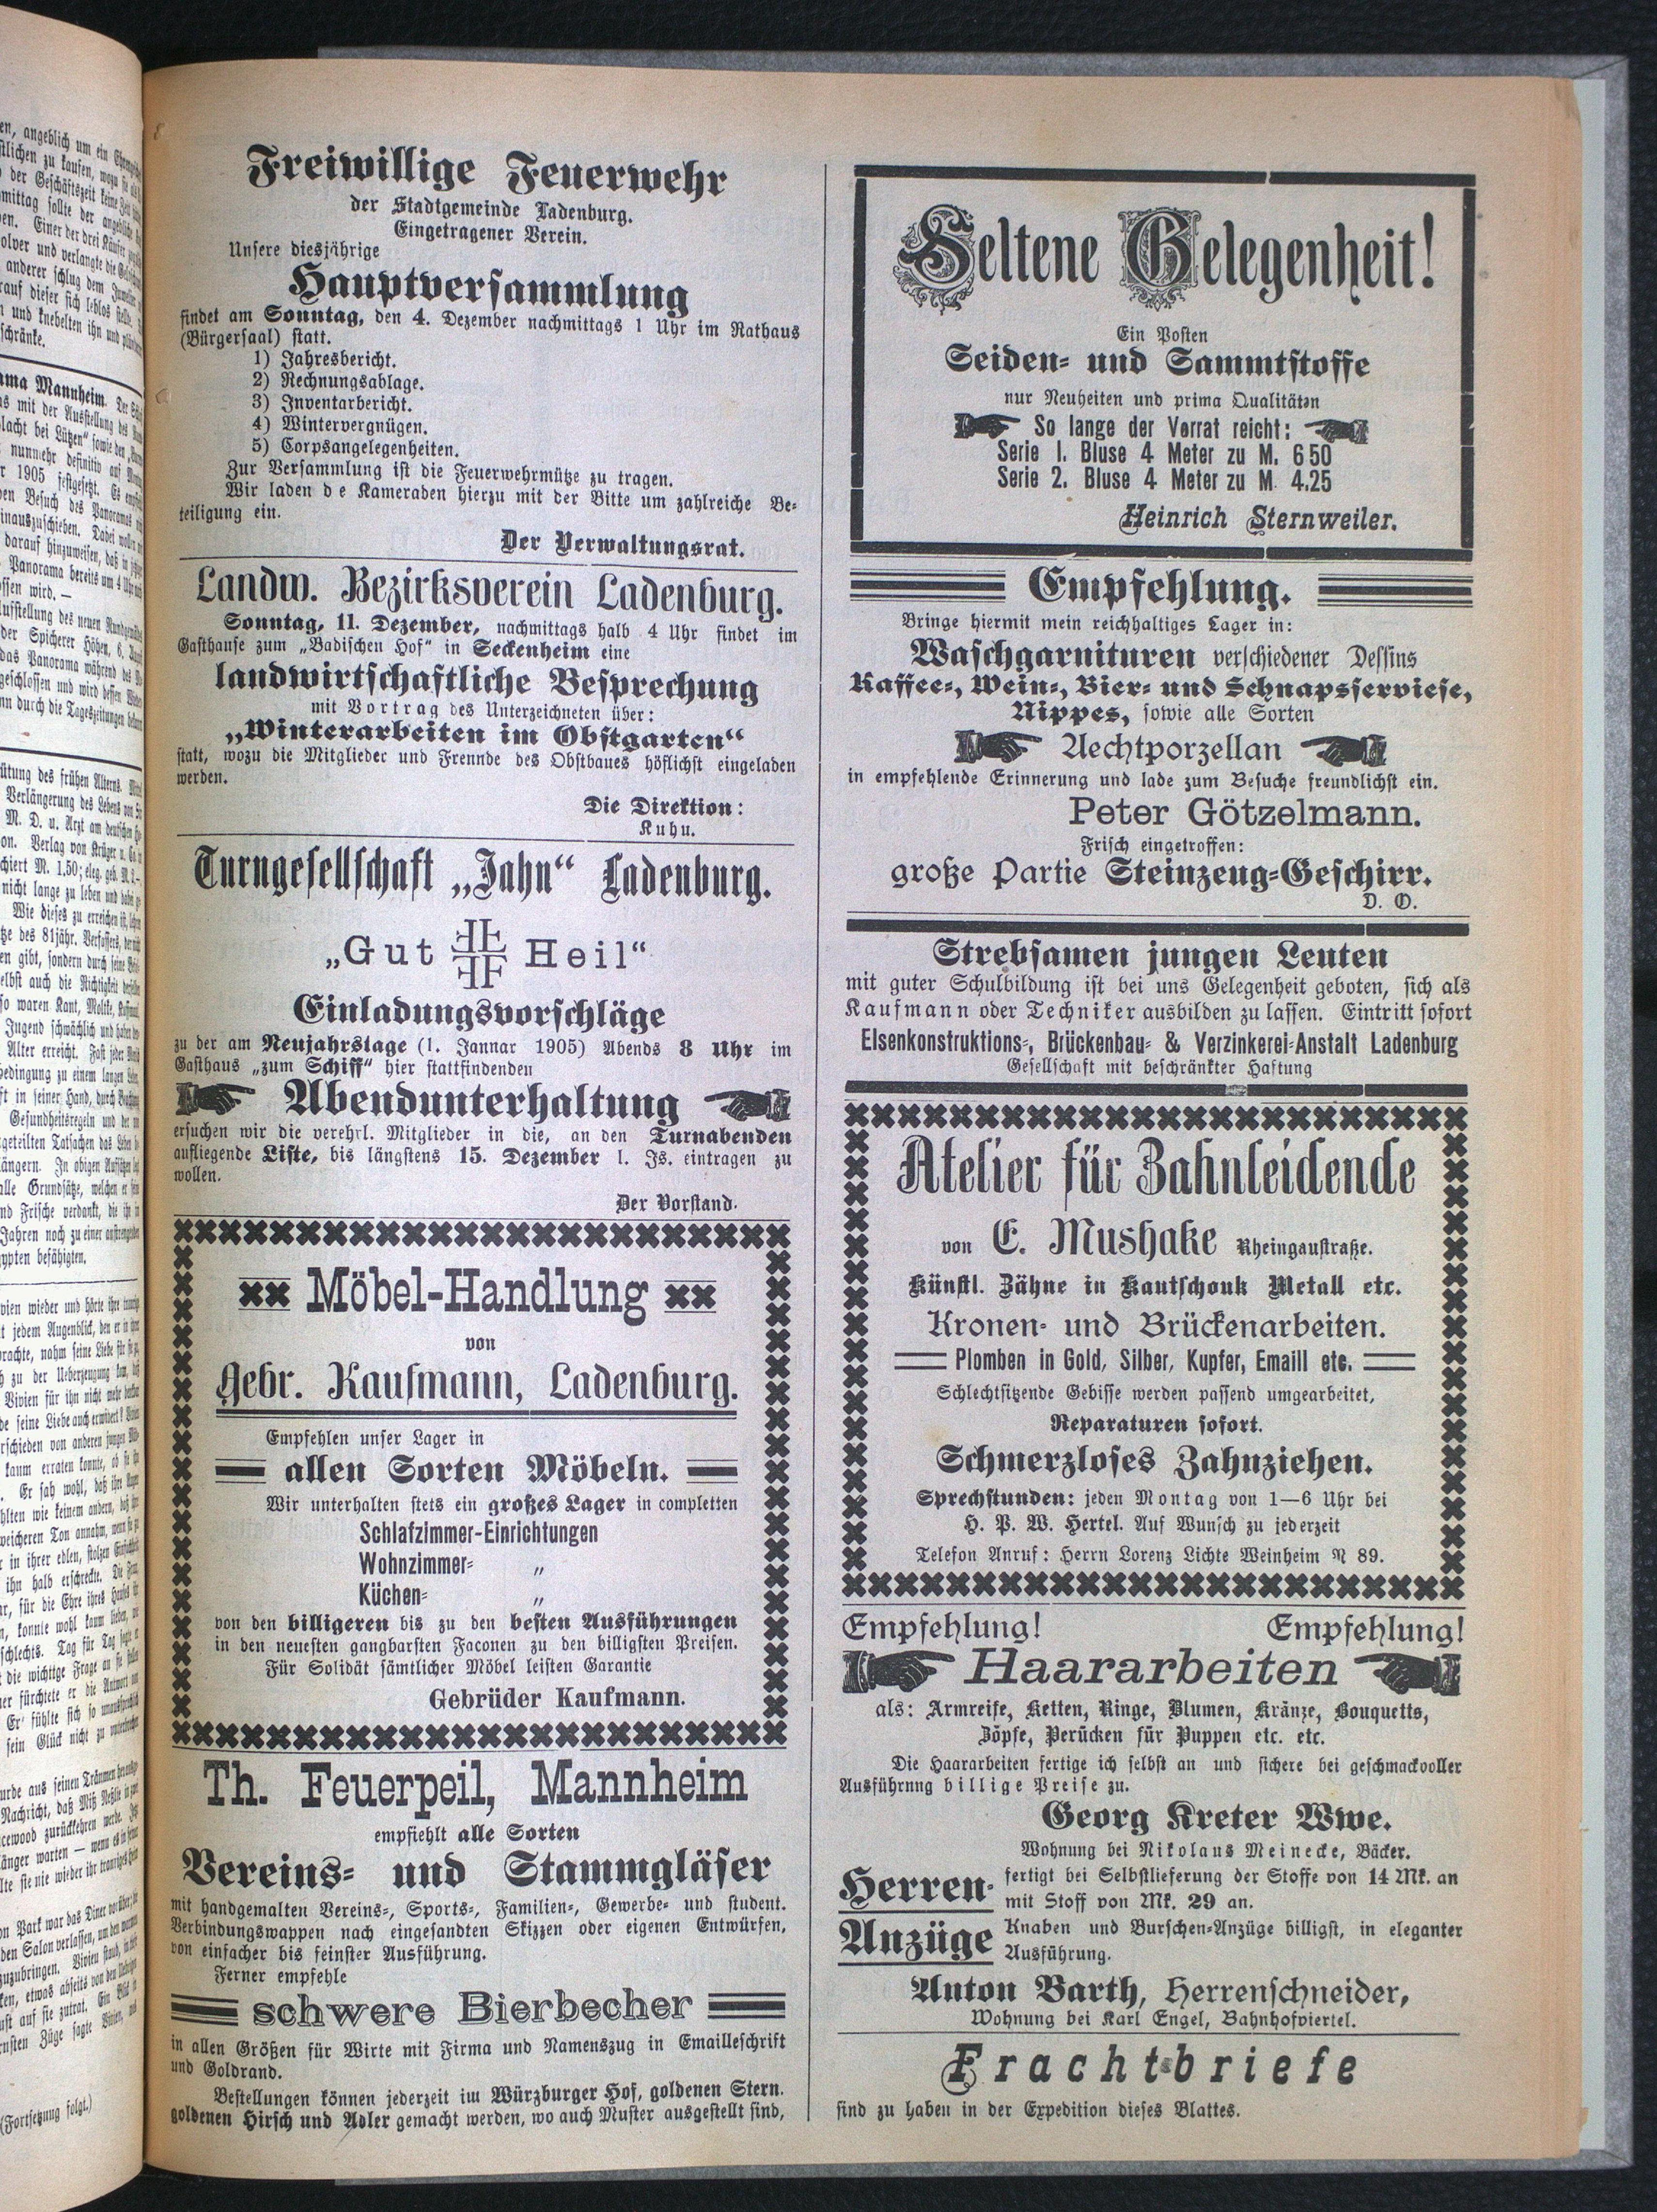 Freiwillige Feuerwehr
der Stadtgemeinde Ladenburg.
Eingetragener Verein.
Unsere diesjährige
Hauptversammlung
findet am Sonntag, den 4. Dezember nachmittags 1 Uhr im Rathaus
(Bürgersaal) statt.
1) Jahresbericht.
2) Rechnungsablage.
3) Inventarbericht.
4) Wintervergnügen.
5) Corpsangelegenheiten.
Zur Versammlung ist die Feuerwehrmütze zu tragen.
Wir laden d e Kameraden hierzu mit der Bitte um zahlreiche Be-
teiligung ein.
Der Verwaltungsrat.
Landw. Bezirksverein Ladenburg.
Sonntag, 11. Dezember, nachmittags halb 4 Uhr findet im
Gasthause zum „Badischen Hof“ in Seckenheim eine
landwirtschaftliche Besprechung
mit Vortrag des Unterzeichneten über:
„Winterarbeiten im Obstgarten“
statt, wozu die Mitglieder und Frennde des Obstbaues höflichst eingeladen
werden.
Die Direktion:
Kuhn.
Turngesellschaft „Jahn“ Ladenburg.
„Gut Heil“
Einladungsvorschläge
zu der am Neujahrstage (1. Jannar 1905) Abends 8 Uhr im
Gasthaus „zum Schiff“ hier stattfindenden
Abendunterhaltung
ersuchen wir die verehrl. Mitglieder in die, an den Turnabenden
aufliegende Liste, bis längstens 15. Dezember l. Js. eintragen zu
wollen.
Der Vorstand.
Möbel-Handlung
von
Gebr. Kaufmann, Ladenburg.
Empfehlen unser Lager in
allen Sorten Möbeln.
Wir unterhalten stets ein großes Lager in completten
Schlafzimmer-Einrichtungen
Wohnzimmer- „
Küchen- „
von den billigeren bis zu den besten Ausführungen
in den neuesten gangbarsten Faconen zu den billigsten Preisen.
Für Solidät sämtlicher Möbel leisten Garantie
Gebrüder Kaufmann.
Th. Feuerpeil, Mannheim
empfiehlt alle Sorten
Vereins- und Stammgläser
mit handgemalten Vereins-, Sports-, Familien-, Gewerbe- und student.
Verbindungswappen nach eingesandten Skizzen oder eigenen Entwürfen,
von einfacher bis feinster Ausführung.
Ferner empfehle
schwere Bierbecher
in allen Größen für Wirte mit Firma und Namenszug in Emailleschrift
und Goldrand.
Bestellungen können jederzeit im Würzburger Hof, goldenen Stern.
goldenen Hirsch und Adler gemacht werden, wo auch Muster ausgestellt sind,
Seltene Gelegenheit!
Ein Posten
Seiden- und Sammtstoffe
nur Neuheiten und prima Qualitäten
So lange der Vorrat reicht:
Serie 1. Bluse 4 Meter zu M. 6 50
Serie 2. Bluse 4 Meter zu M 4.25
Heinrich Sternweiler.
Empfehlung.
Bringe hiermit mein reichhaltiges Lager in:
Waschgarnituren verschiedener Dessins
Kaffee-, Wein-, Bier- und Schnapsserviese,
Nippes, sowie alle Sorten
Aechtporzellan
in empfehlende Erinnerung und lade zum Besuche freundlichst ein.
Peter Götzelmann.
Frisch eingetroffen:
große Partie Steinzeug-Geschirr.
D. O.
Strebsamen jungen Leuten
mit guter Schulbildung ist bei uns Gelegenheit geboten, sich als
Kaufmann oder Techniker ausbilden zu lassen. Eintritt sofort
Eisenkonstruktions-, Brückenbau- & Verzinkerei-Anstalt Ladenburg
Gesellschaft mit beschränkter Haftung
Atelier für Zahnleidende
von E. Mushake Rheingaustraße.
Künstl. Zähne in Kautschouk Metall etc.
Kronen- und Brückenarbeiten.
Plomben in Gold, Silber, Kupfer, Emaill etc.
Schlechtsitzende Gebisse werden passend umgearbeitet,
Reparaturen sofort.
Schmerzloses Zahnziehen.
Sprechstunden: jeden Montag von 1—6 Uhr bei
H. P. W. Hertel. Auf Wunsch zu jederzeit
Telefon Anruf: Herrn Lorenz Lichte Weinheim N 89.
Empfehlung! Empfehlung!
Haararbeiten
als: Armreife, Ketten, Ringe, Blumen, Kränze, Bouquetts,
Zöpfe, Perücken für Puppen etc. etc.
Die Haararbeiten fertige ich selbst an und sichere bei geschmackvoller
Ausführnng billige Preise zu.
Georg Kreter Wwe.
Wohnung bei Nikolaus Meinecke, Bäcker.
Herren-
Anzüge
fertigt bei Selbstlieferung der Stoffe von 14 Mk. an
mit Stoff von Mk. 29 an.
Knaben und Burschen-Anzüge billigst, in eleganter
Ausführung.
Anton Barth, Herrenschneider,
Wohnung bei Karl Engel, Bahnhofviertel.
Frachtbriefe
sind zu haben in der Expedition dieses Blattes.